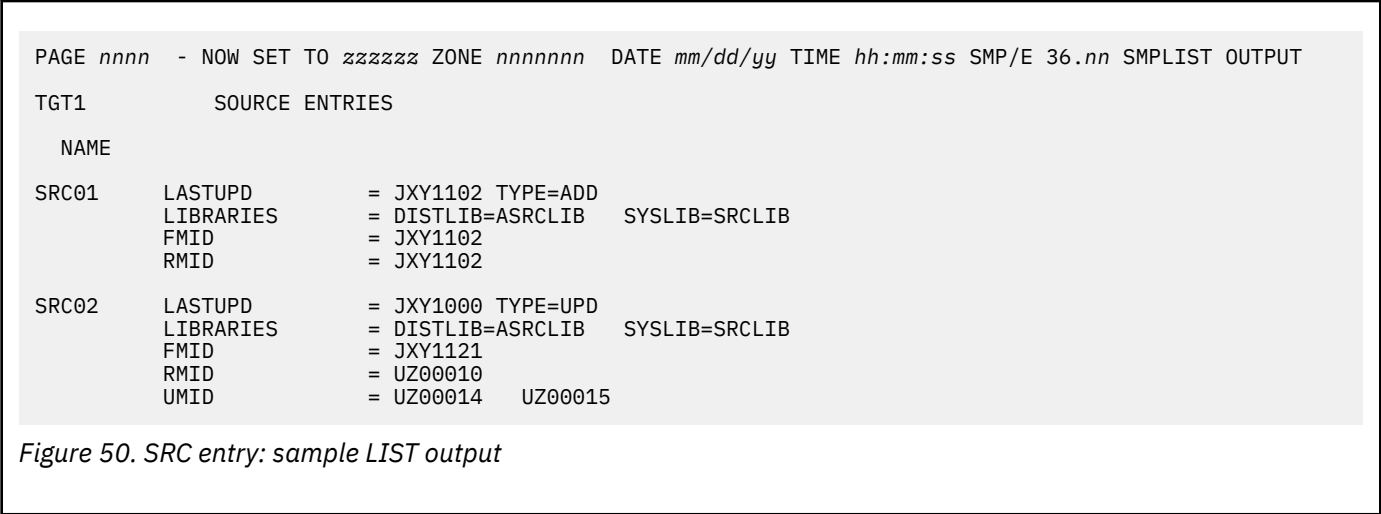 PAGE nnnn - NOW SET TO zzzzzz ZONE nnnnnnn DATE mm/dd/yy TIME hh:mm:ss SMP/E 36.nn SMPLIST OUTPUT
TGT1 SOURCE ENTRIES
NAME
SRC01 LASTUPD = JXY1102 TYPE=ADD
LIBRARIES = DISTLIB=ASRCLIB SYSLIB=SRCLIB
FMID = JXY1102
RMID = JXY1102
SRC02 LASTUPD = JXY1000 TYPE=UPD
LIBRARIES = DISTLIB=ASRCLIB SYSLIB=SRCLIB
FMID = JXY1121
RMID = UZ00010
UMID = UZ00014 UZ00015
Figure 50. SRC entry: sample LIST output